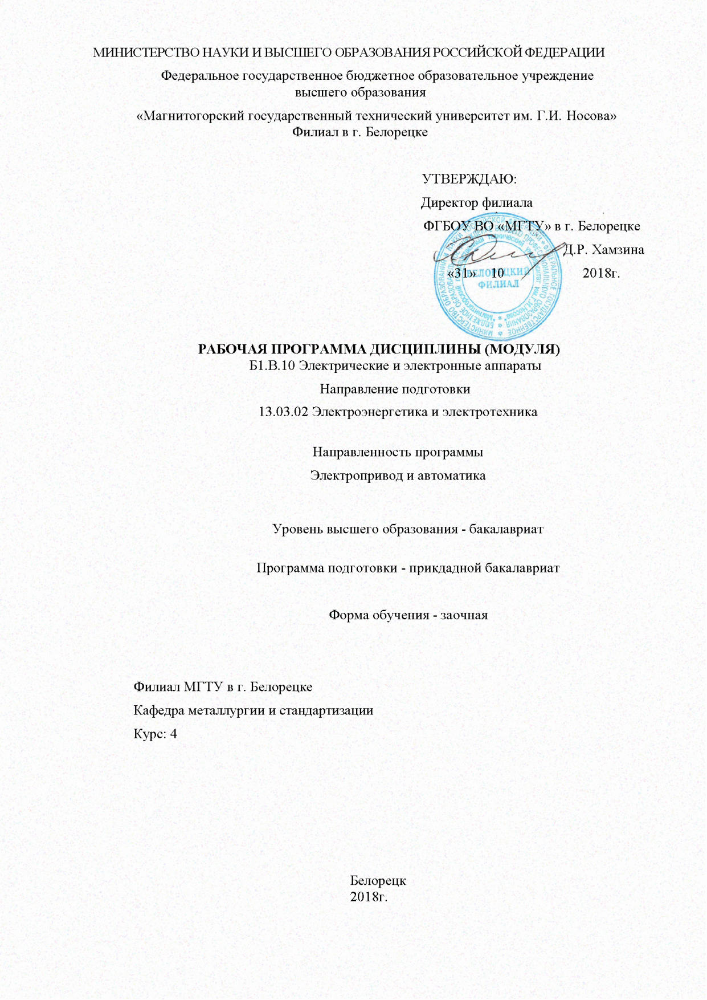 МИНИСТЕРСТВО НАУКИ И ВЫСШЕГО ОБРАЗОВАНИЯ РОССИЙСКОЙ ФЕДЕРАЦИИ
Федеральное государственное бюджетное образовательное учреждение
высшего образования
«Магнитогорский государственный технический университет им. Г.И. Носова»
Филиал в г. Белорецке
УТВЕРЖДАЮ:
Директор филиала
ФГБОУ ВО «МГТУ» в г. Белорецке
Д.Р. Хамзина
«31» 10 2018г.
БЕЛОРЕЦКИЙ
ФИЛИАЛ
РАБОЧАЯ ПРОГРАММА ДИСЦИПЛИНЫ (МОДУЛЯ)
Б1.В.10 Электрические и электронные аппараты
Направление подготовки
13.03.02 Электроэнергетика и электротехника
Направленность программы
Электропривод и автоматика
Уровень высшего образования - бакалавриат
Программа подготовки - прикдадной бакалавриат
Форма обучения - заочная
Филиал МГТУ в г. Белорецке
Кафедра металлургии и стандартизации
Курс: 4
Белорецк
2018г.